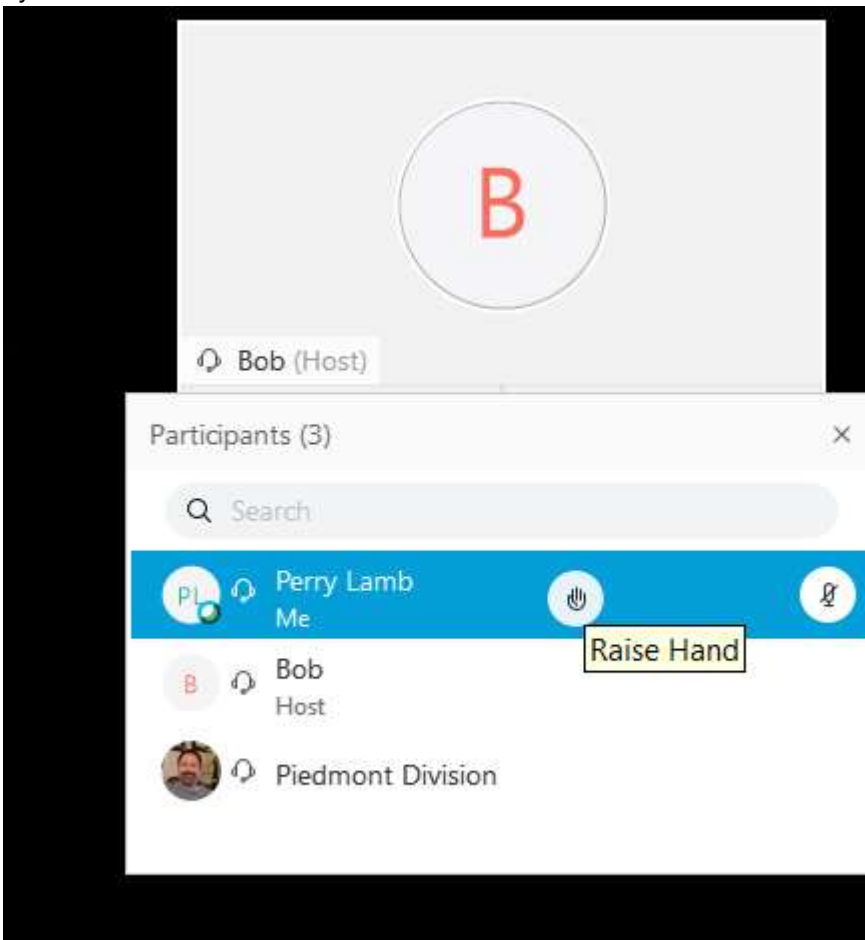 B
Bob (Host)
Participants (3)
Search
PL Perry Lamb
Me
Raise Hand
B Bob
Host
Piedmont Division